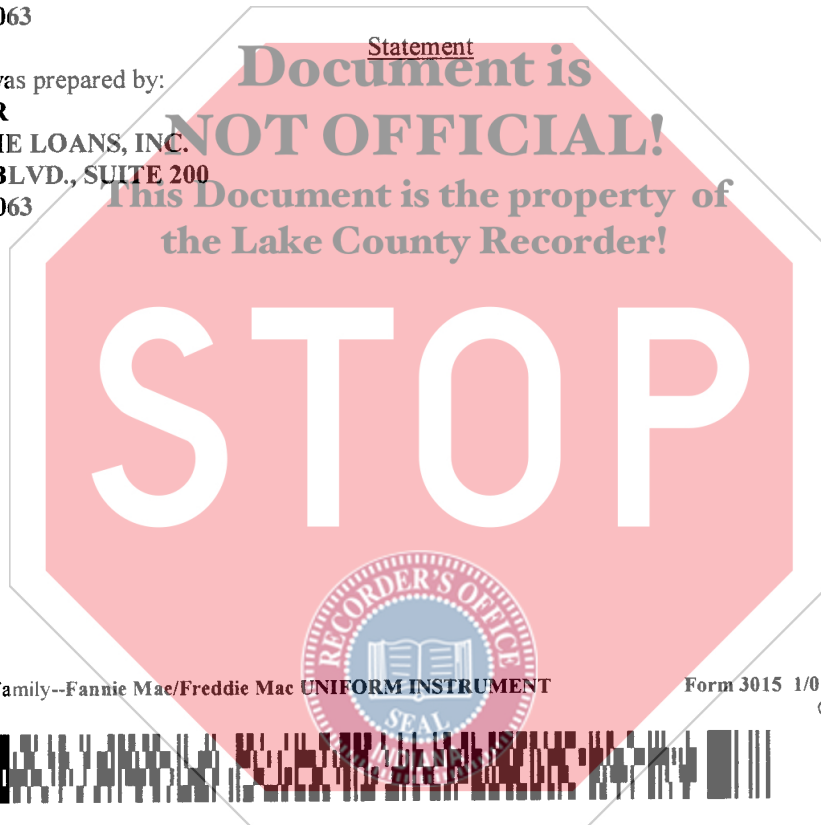 063
Statement
Document is
was prepared by:
R
NOT OFFICIAL!
E LOANS, INC.
BLVD., SUITE 200
This Document is the property of
063
the Lake County Recorder!
STOP
RECORDER'S OFFICE
SEAL
INDIANA
Family--Fannie Mae/Freddie Mac UNIFORM INSTRUMENT
Form 3015 1/0